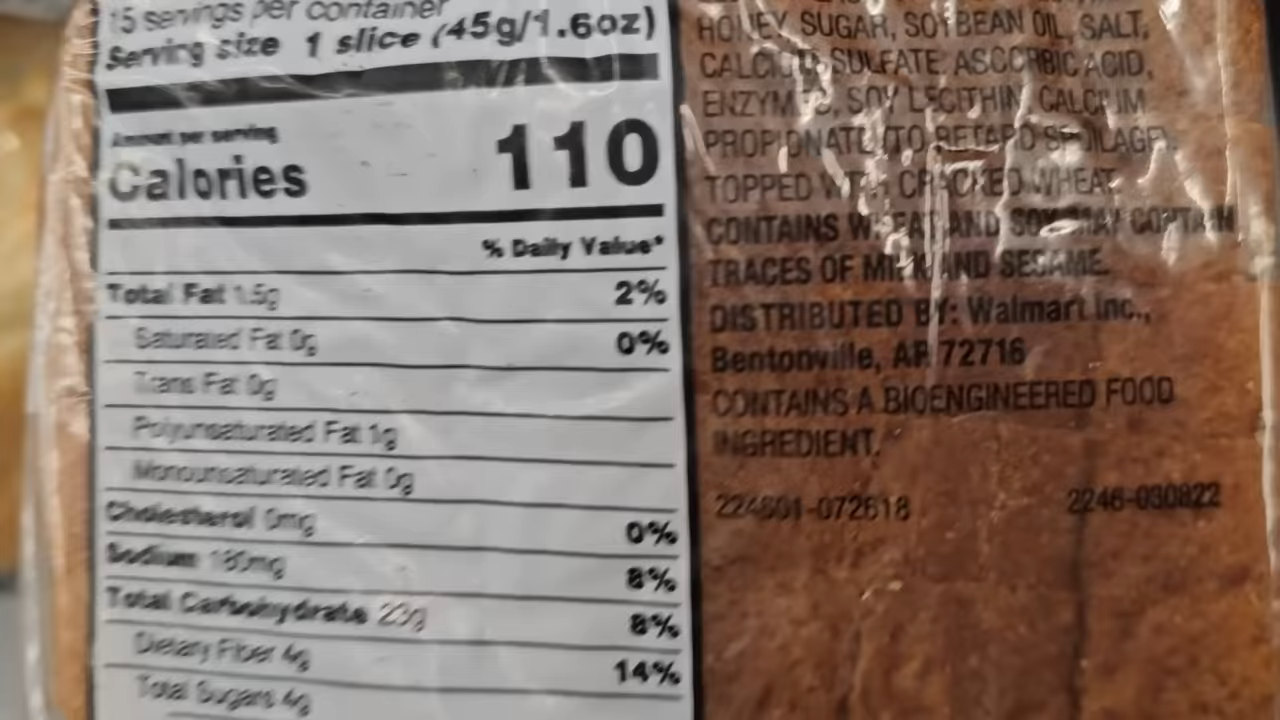 15 servings per container
Serving size 1 slice (45g/1.6oz)
Amount per serving
Calories 110
% Daily Value*
Total Fat 1.5g 2%
Saturated Fat 0g 0%
Trans Fat 0g
Polyunsaturated Fat 1g
Monounsaturated Fat 0g
Cholesterol 0mg 0%
Sodium 8%
Total Carbohydrate 8%
Dietary Fiber 4g 14%
Total Sugars 4g
HONEY, SUGAR, SOYBEAN OIL, SALT,
CALCIUM SULFATE, ASCORBIC ACID,
ENZYMES, SOY LECITHIN, CALCIUM
PROPIONATE (TO RETARD SPOILAGE).
TOPPED WITH CRACKED WHEAT.
CONTAINS WHEAT AND SOY. MAY CONTAIN
TRACES OF MILK AND SESAME.
DISTRIBUTED BY: Walmart Inc.,
Bentonville, AR 72716
CONTAINS A BIOENGINEERED FOOD
INGREDIENT.
2246-030822